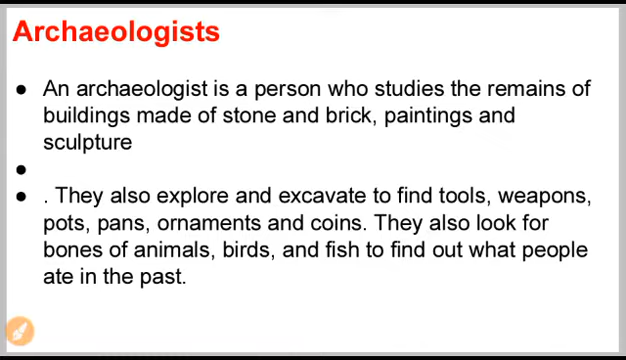 Archaeologists
● An archaeologist is a person who studies the remains of
buildings made of stone and brick, paintings and
sculpture
●
● . They also explore and excavate to find tools, weapons,
pots, pans, ornaments and coins. They also look for
bones of animals, birds, and fish to find out what people
ate in the past.